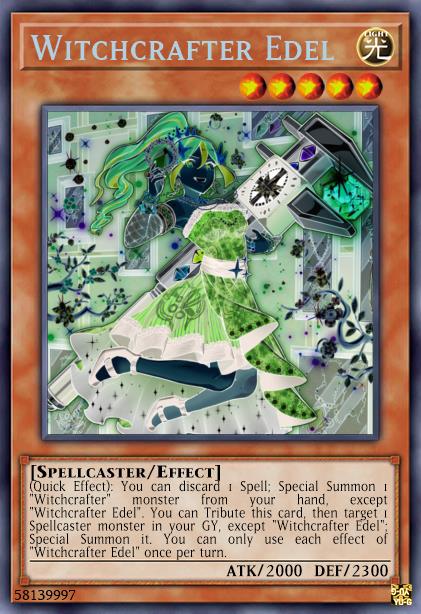 Witchcrafter Edel
LIGHT
光
[Spellcaster/Effect]
(Quick Effect): You can discard 1 Spell; Special Summon 1
"Witchcrafter" monster from your hand, except
"Witchcrafter Edel". You can Tribute this card, then target 1
Spellcaster monster in your GY, except "Witchcrafter Edel";
Special Summon it. You can only use each effect of
"Witchcrafter Edel" once per turn.
ATK/2000 DEF/2300
58139997